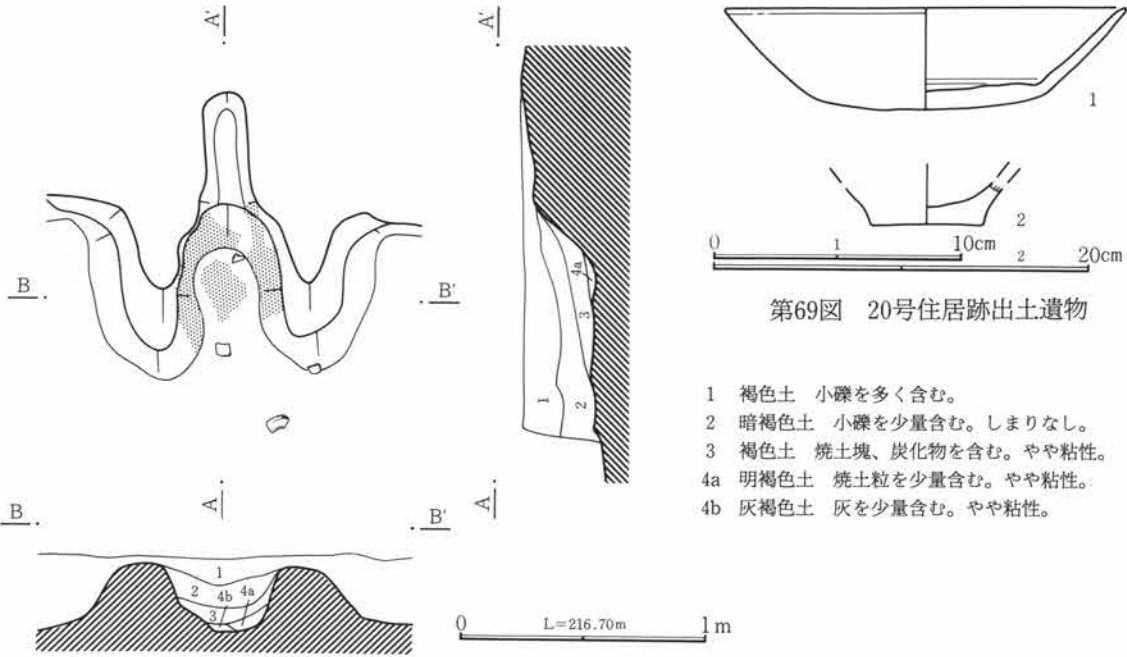 A'
A'
B
B'
A
A
B
B'
1
2
3
4a
4b
1
2
3
4a
L=216.70m
0
1m
1
2
0
1
10cm
2
20cm
第69図　20号住居跡出土遺物
1　褐色土　小礫を多く含む。
2　暗褐色土　小礫を少量含む。しまりなし。
3　褐色土　焼土塊、炭化物を含む。やや粘性。
4a　明褐色土　焼土粒を少量含む。やや粘性。
4b　灰褐色土　灰を少量含む。やや粘性。